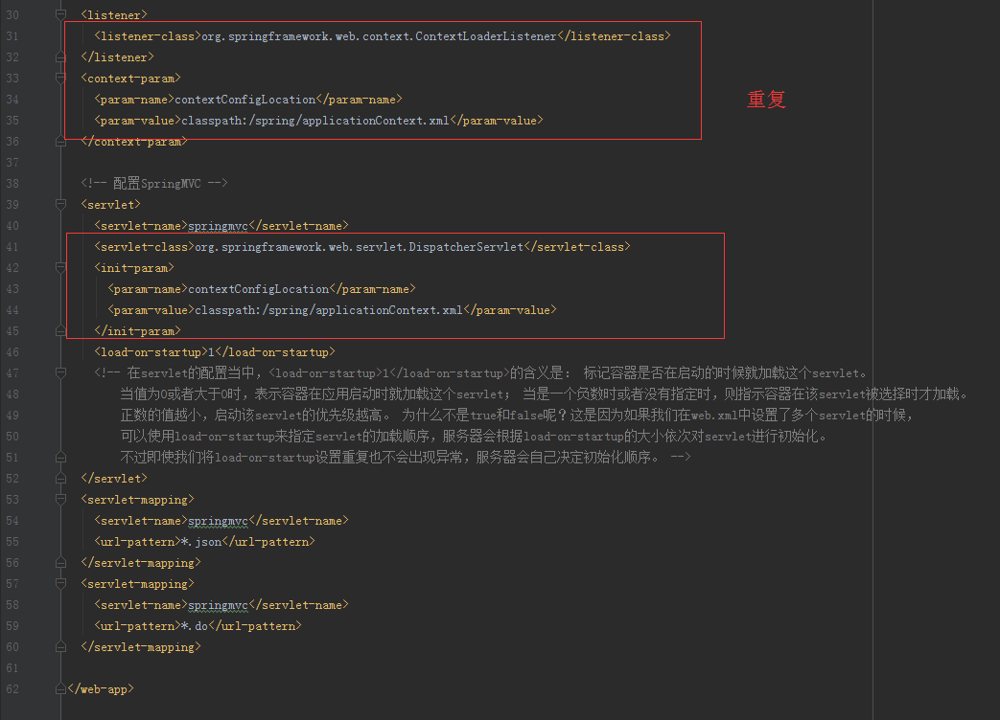 30 <listener>
31 <listener-class>org.springframework.web.context.ContextLoaderListener</listener-class>
32 </listener>
33 <context-param>
34 <param-name>contextConfigLocation</param-name>
重复
35 <param-value>classpath:/spring/applicationContext.xml</param-value>
36 </context-param>
37
38 <!-- 配置SpringMVC -->
39 <servlet>
40 <servlet-name>springmvc</servlet-name>
41 <servlet-class>org.springframework.web.servlet.DispatcherServlet</servlet-class>
42 <init-param>
43 <param-name>contextConfigLocation</param-name>
44 <param-value>classpath:/spring/applicationContext.xml</param-value>
45 </init-param>
46 <load-on-startup>1</load-on-startup>
47 <!-- 在servlet的配置当中，<load-on-startup>1</load-on-startup>的含义是： 标记容器是否在启动的时候就加载这个servlet。
48 当值为0或者大于0时，表示容器在应用启动时就加载这个servlet； 当是一个负数时或者没有指定时，则指示容器在该servlet被选择时才加载。
49 正数的值越小，启动该servlet的优先级越高。 为什么不是true和false呢？这是因为如果我们在web.xml中设置了多个servlet的时候，
50 可以使用load-on-startup来指定servlet的加载顺序，服务器会根据load-on-startup的大小依次对servlet进行初始化。
51 不过即使我们将load-on-startup设置重复也不会出现异常，服务器会自己决定初始化顺序。 -->
52 </servlet>
53 <servlet-mapping>
54 <servlet-name>springmvc</servlet-name>
55 <url-pattern>*.json</url-pattern>
56 </servlet-mapping>
57 <servlet-mapping>
58 <servlet-name>springmvc</servlet-name>
59 <url-pattern>*.do</url-pattern>
60 </servlet-mapping>
61
62 </web-app>